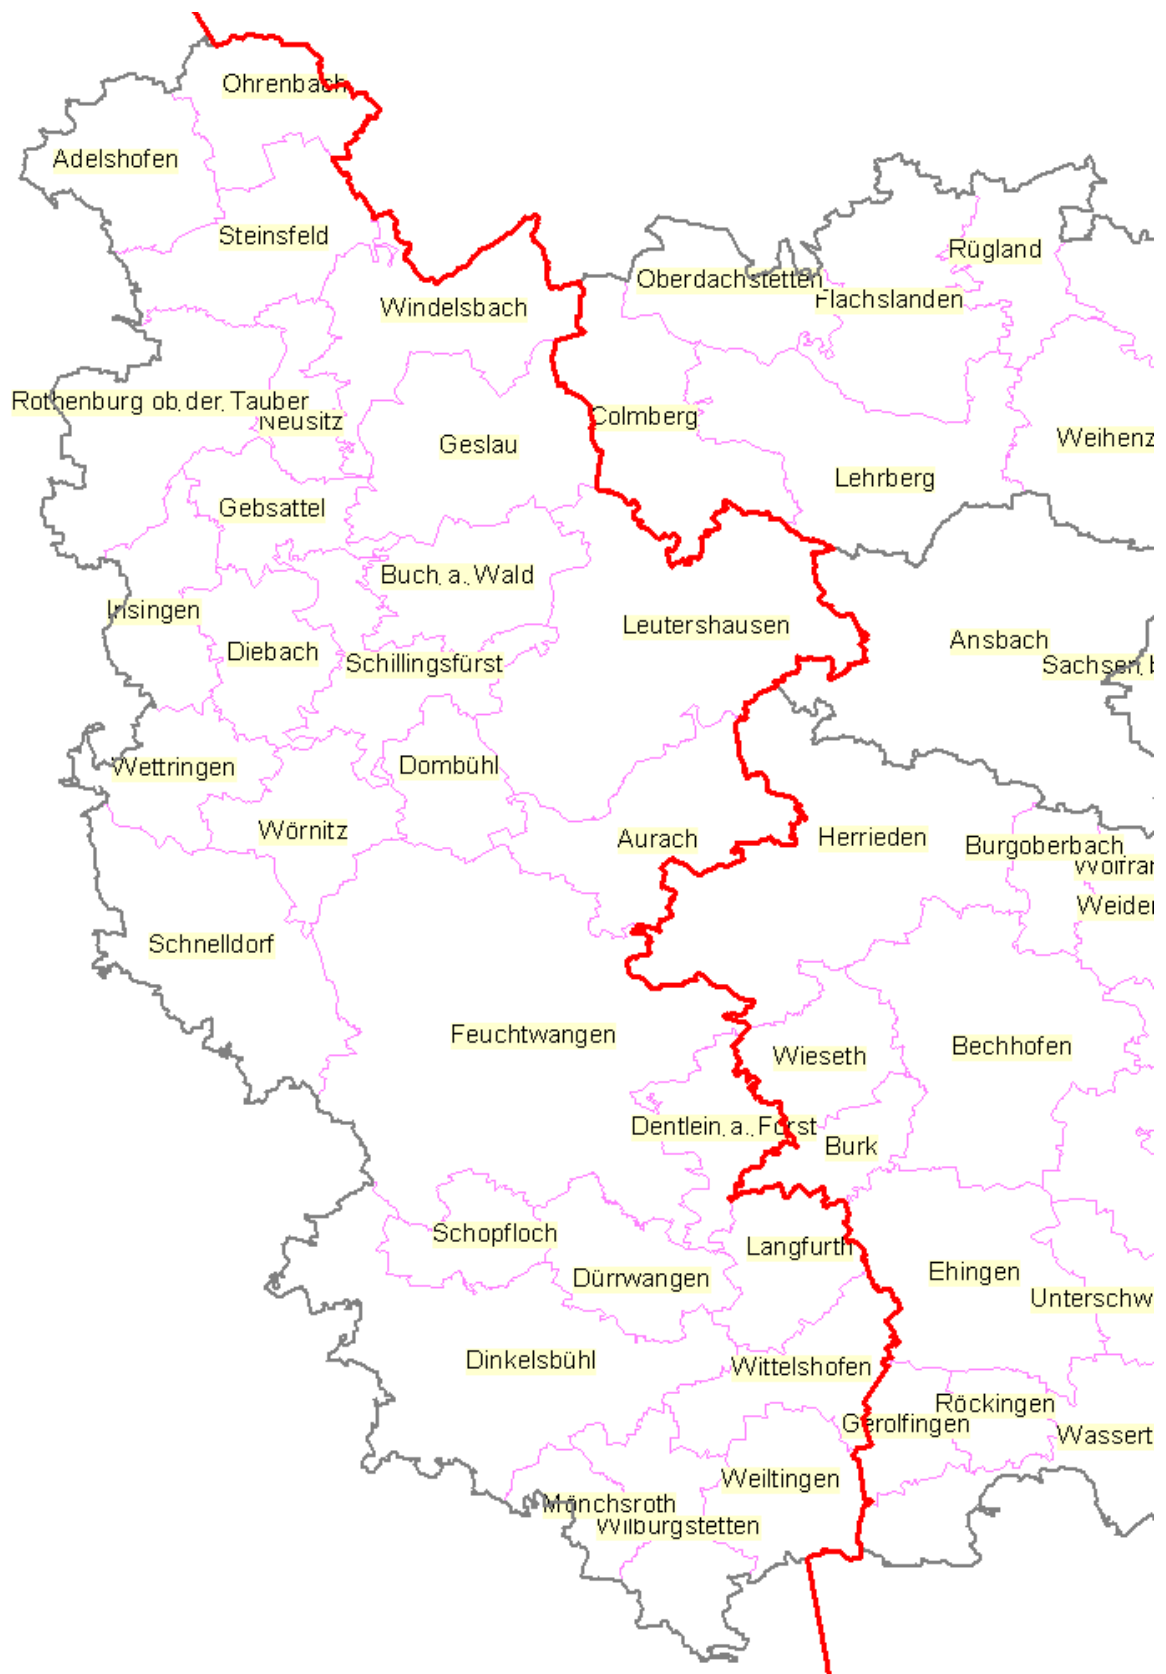 Ohrenbach
Adelshofen
Steinsfeld
Rügland
Oberdachstetten
Flachslanden
Windelsbach
Rothenburg ob. der. Tauber
Neusitz
Colmberg
Weihenz
Geslau
Lehrberg
Gebsattel
Buch. a.. Wald
Insingen
Leutershausen
Ansbach
Diebach
Schillingsfürst
Sachsen. b
Wettringen
Dombühl
Wörnitz
Aurach
Herrieden
Burgoberbach
Wolfram
Weiden
Schnelldorf
Feuchtwangen
Wieseth
Bechhofen
Dentlein. a.. Forst
Burk
Schopfloch
Langfurth
Dürrwangen
Ehingen
Unterschw
Dinkelsbühl
Wittelshofen
Röckingen
Gerolfingen
Wassert
Weiltingen
Mönchsroth
Wilburgstetten